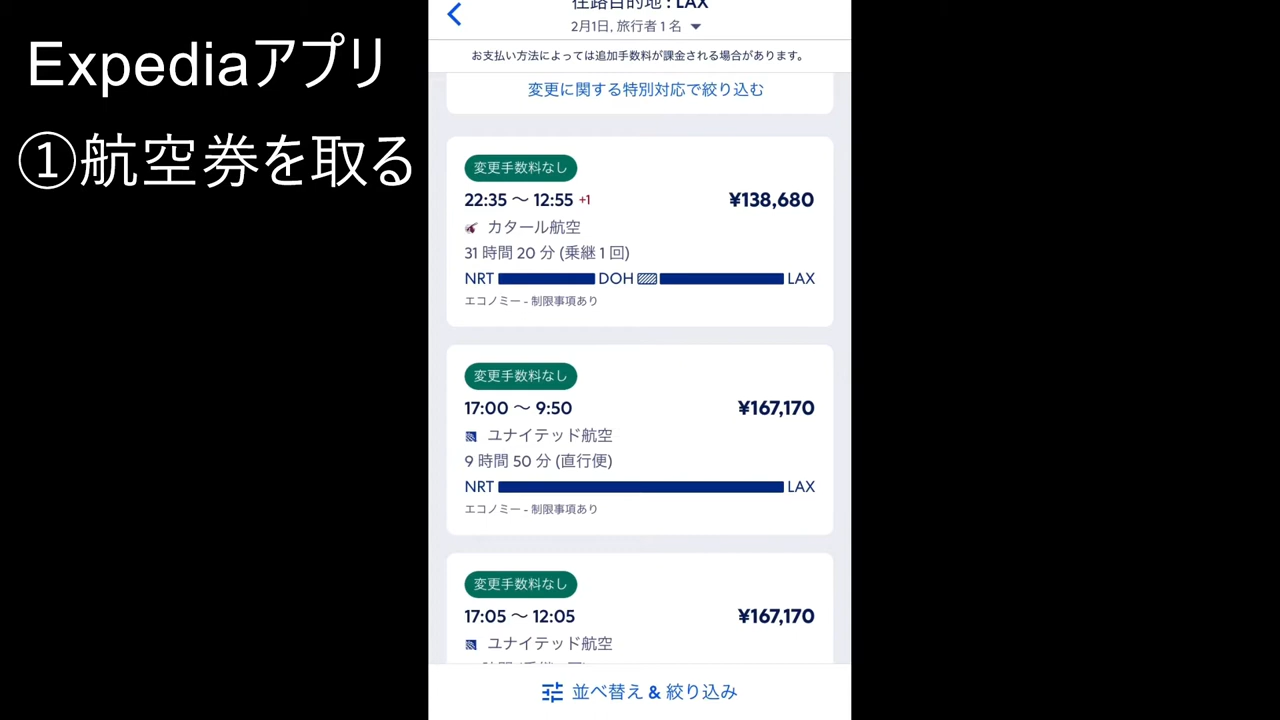 Expediaアプリ
①航空券を取る
往路目的地 : LAX
2月1日, 旅行者 1 名
お支払い方法によっては追加手数料が課金される場合があります。
変更に関する特別対応で絞り込む
変更手数料なし
22:35 〜 12:55 +1 ¥138,680
カタール航空
31 時間 20 分 (乗継 1 回)
NRT DOH LAX
エコノミー - 制限事項あり
変更手数料なし
17:00 〜 9:50 ¥167,170
ユナイテッド航空
9 時間 50 分 (直行便)
NRT LAX
エコノミー - 制限事項あり
変更手数料なし
17:05 〜 12:05 ¥167,170
ユナイテッド航空
並べ替え & 絞り込み